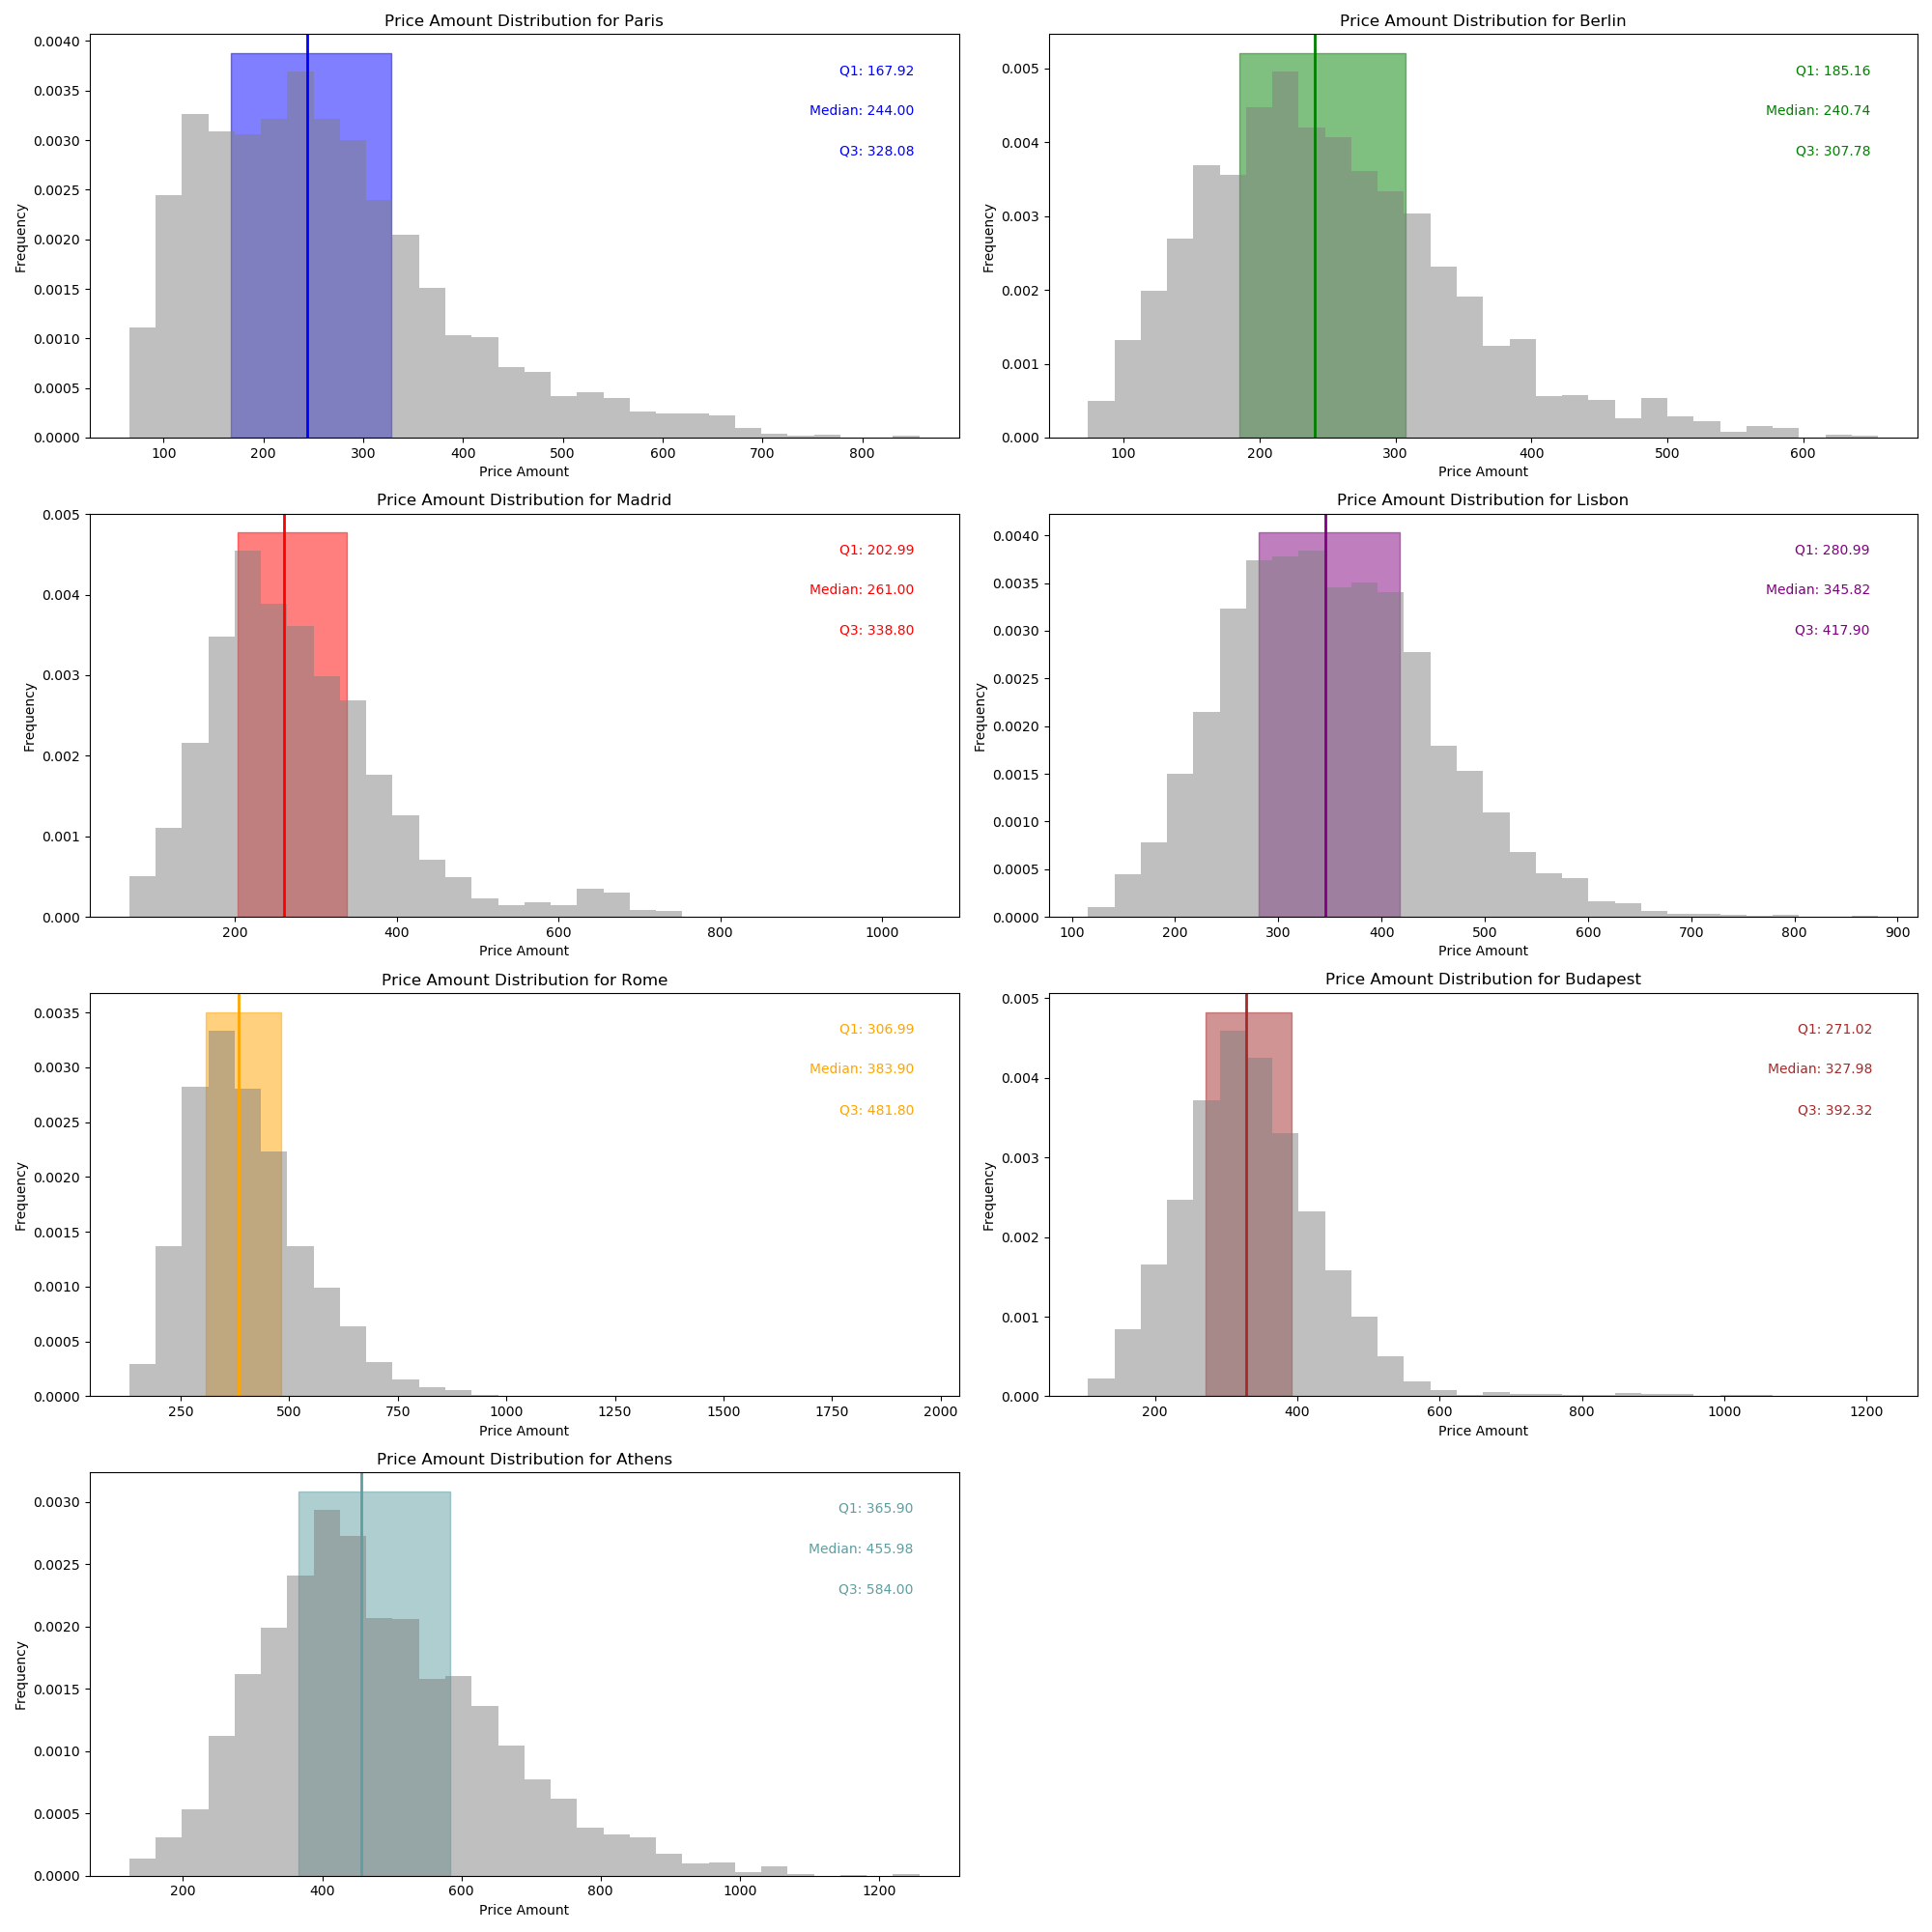 Price Amount Distribution for Paris
0.0040
0.0035
0.0030
0.0025
0.0020
0.0015
0.0010
0.0005
0.0000
Frequency
Q1: 167.92
Median: 244.00
Q3: 328.08
100 200 300 400 500 600 700 800
Price Amount
Price Amount Distribution for Berlin
0.005
0.004
0.003
0.002
0.001
0.000
Frequency
Q1: 185.16
Median: 240.74
Q3: 307.78
100 200 300 400 500 600
Price Amount
Price Amount Distribution for Madrid
0.005
0.004
0.003
0.002
0.001
0.000
Frequency
Q1: 202.99
Median: 261.00
Q3: 338.80
200 400 600 800 1000
Price Amount
Price Amount Distribution for Lisbon
0.0040
0.0035
0.0030
0.0025
0.0020
0.0015
0.0010
0.0005
0.0000
Frequency
Q1: 280.99
Median: 345.82
Q3: 417.90
100 200 300 400 500 600 700 800 900
Price Amount
Price Amount Distribution for Rome
0.0035
0.0030
0.0025
0.0020
0.0015
0.0010
0.0005
0.0000
Frequency
Q1: 306.99
Median: 383.90
Q3: 481.80
250 500 750 1000 1250 1500 1750 2000
Price Amount
Price Amount Distribution for Budapest
0.005
0.004
0.003
0.002
0.001
0.000
Frequency
Q1: 271.02
Median: 327.98
Q3: 392.32
200 400 600 800 1000 1200
Price Amount
Price Amount Distribution for Athens
0.0030
0.0025
0.0020
0.0015
0.0010
0.0005
0.0000
Frequency
Q1: 365.90
Median: 455.98
Q3: 584.00
200 400 600 800 1000 1200
Price Amount